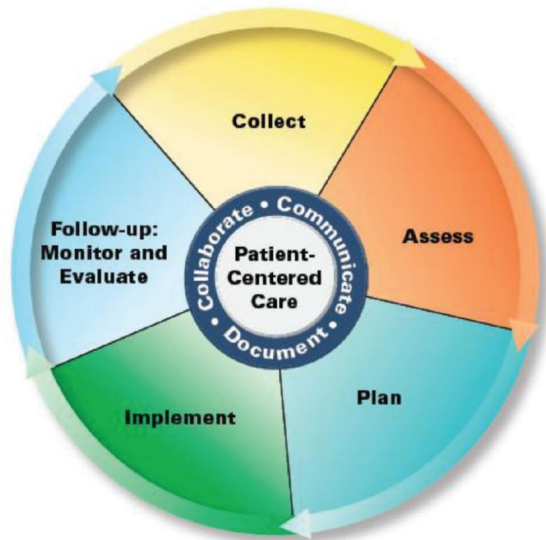 Collect
Assess
Plan
Implement
Follow-up:
Monitor and
Evaluate
Collaborate • Communicate • Document •
Patient-
Centered
Care